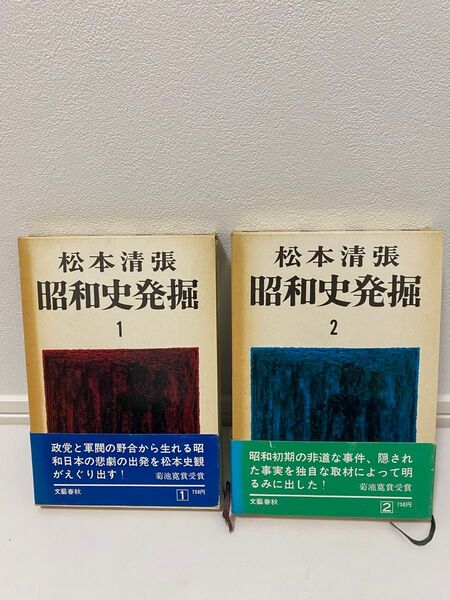 松本清張
昭和史発掘
1
政党と軍閥の野合から生れる昭
和日本の悲劇の出発を松本史観
がえぐり出す!
菊池寛賞受賞
文藝春秋
1
750円
松本清張
昭和史発掘
2
昭和初期の非道な事件、隠され
た事実を独自な取材によって明
るみに出した!
菊池寛賞受賞
文藝春秋
2
750円